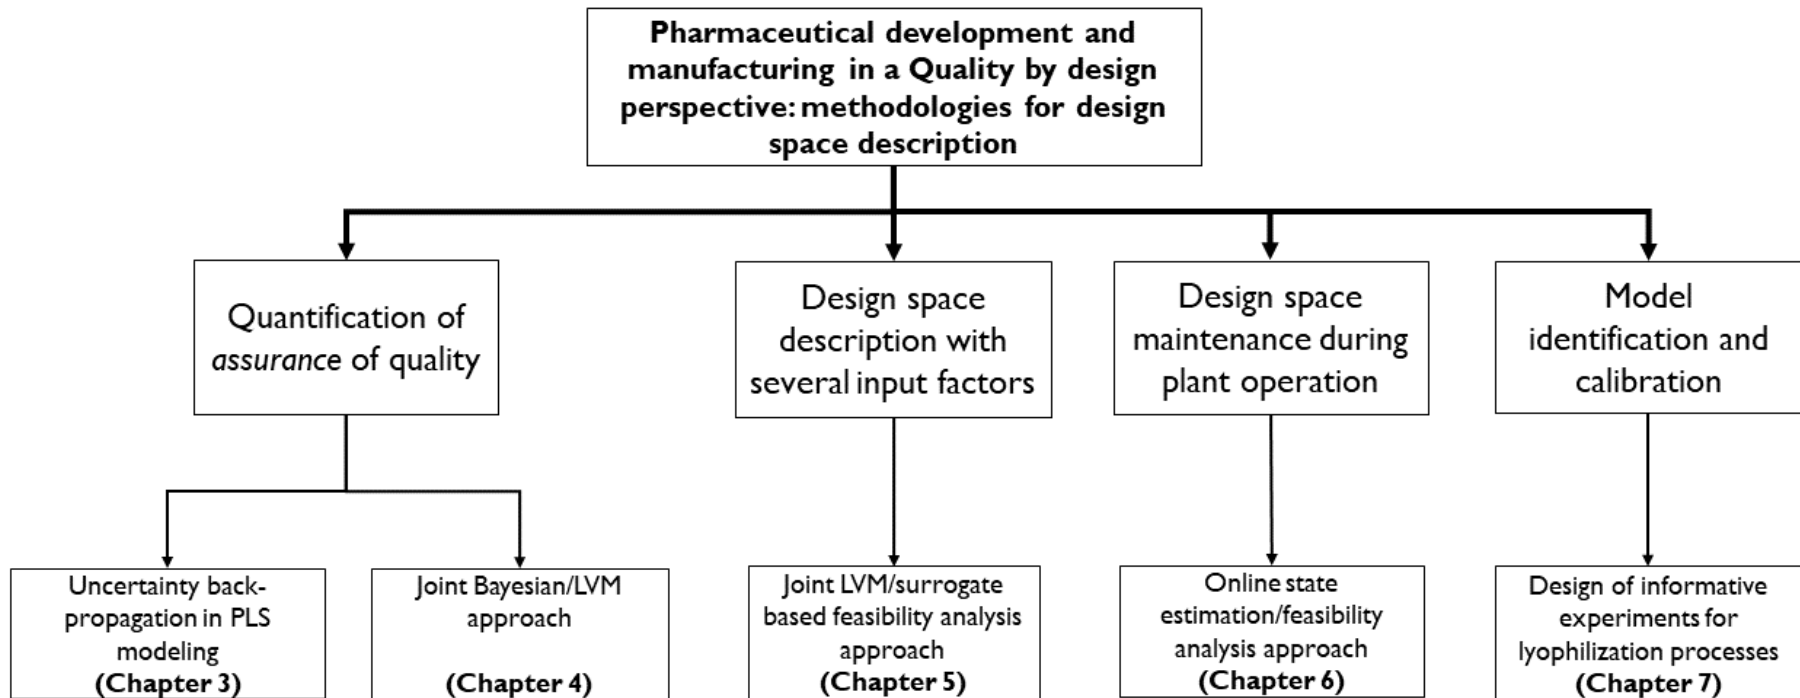 Pharmaceutical development and
manufacturing in a Quality by design
perspective: methodologies for design
space description
Quantification of
assurance of quality
Design space
description with
several input factors
Design space
maintenance during
plant operation
Model
identification and
calibration
Uncertainty back-
propagation in PLS
modeling
(Chapter 3)
Joint Bayesian/LVM
approach
(Chapter 4)
Joint LVM/surrogate
based feasibility analysis
approach
(Chapter 5)
Online state
estimation/feasibility
analysis approach
(Chapter 6)
Design of informative
experiments for
lyophilization processes
(Chapter 7)